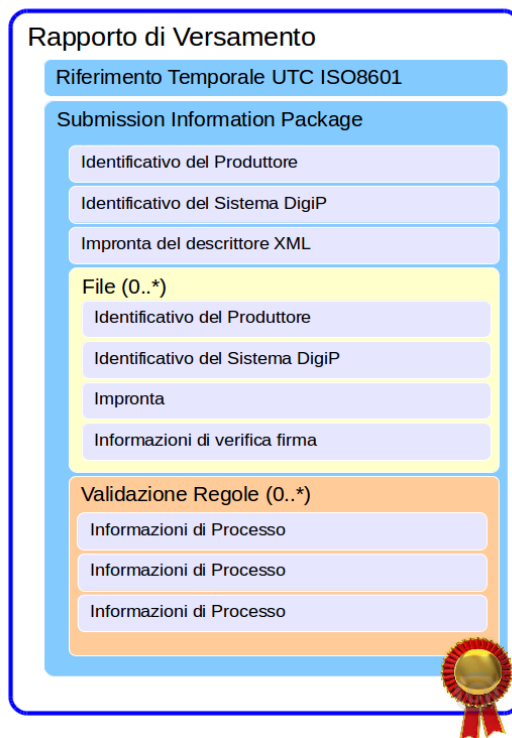 Rapporto di Versamento
Riferimento Temporale UTC ISO8601
Submission Information Package
Identificativo del Produttore
Identificativo del Sistema DigiP
Impronta del descrittore XML
File (0..*)
Identificativo del Produttore
Identificativo del Sistema DigiP
Impronta
Informazioni di verifica firma
Validazione Regole (0..*)
Informazioni di Processo
Informazioni di Processo
Informazioni di Processo